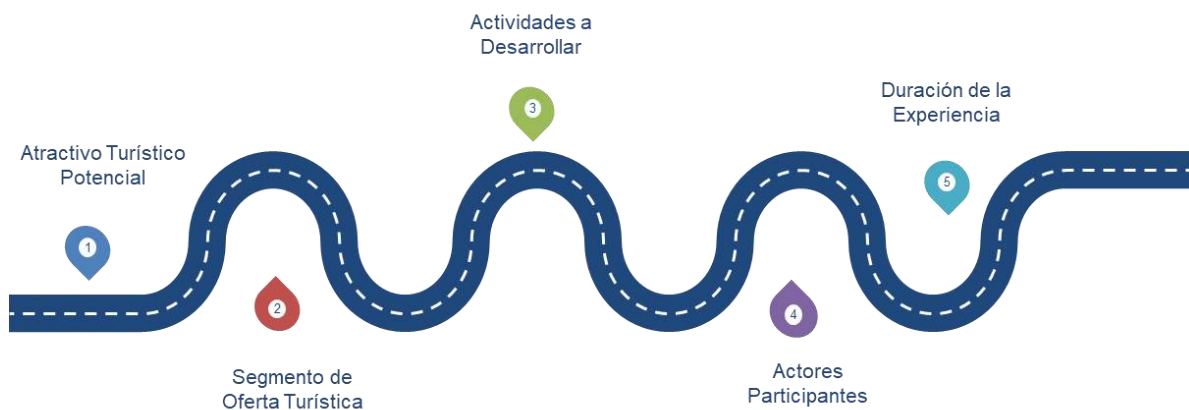 Atractivo Turístico
Potencial
1
2
Segmento de
Oferta Turística
Actividades a
Desarrollar
3
4
Actores
Participantes
Duración de la
Experiencia
5